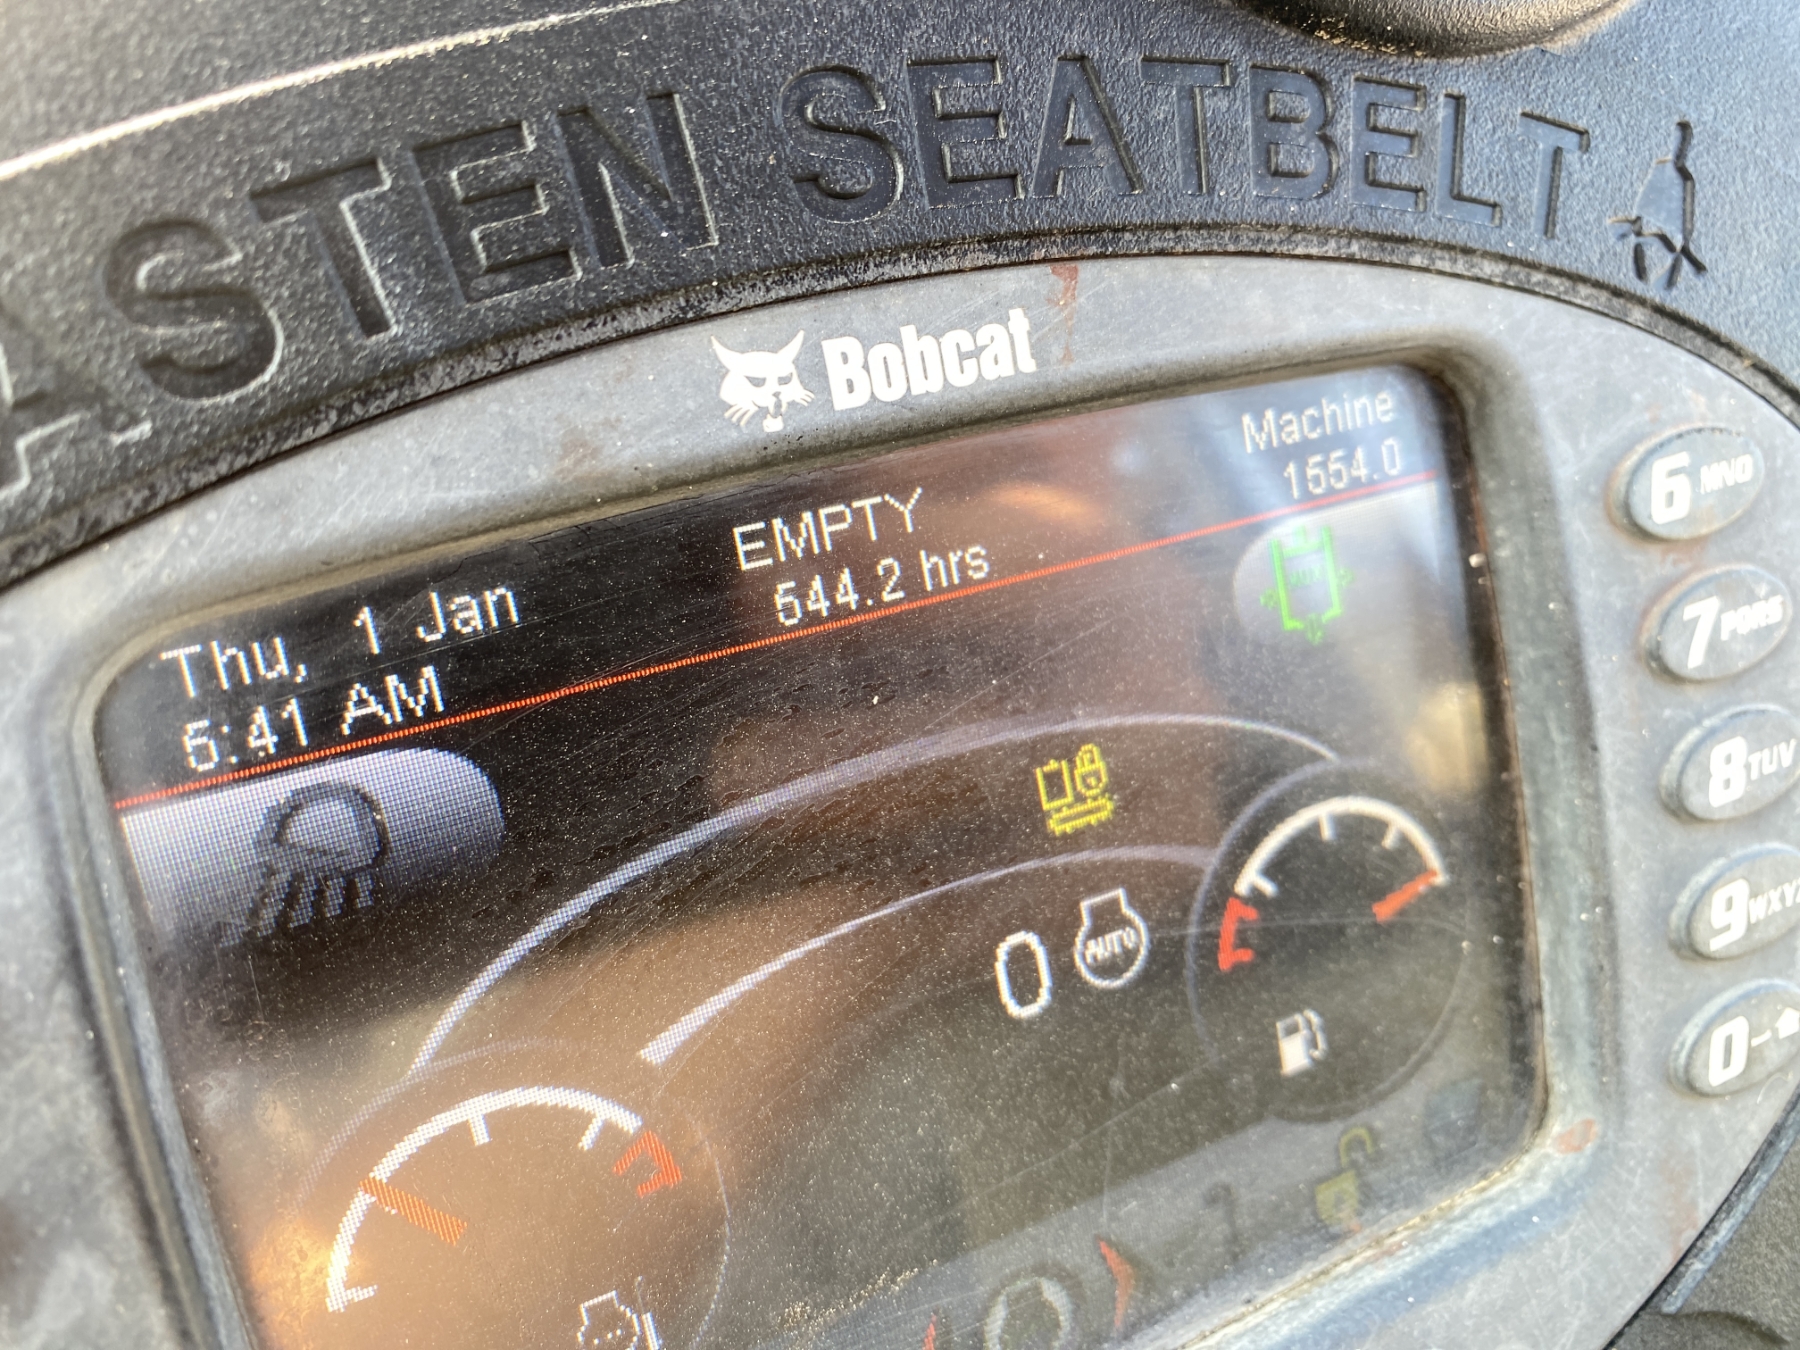 ASTEN SEATBELT
Bobcat
Machine
1554.0
EMPTY
544.2 hrs
Thu, 1 Jan
5:41 AM
0 AUTO
6 MNO
7 PQRS
8 TUV
9 WXYZ
0